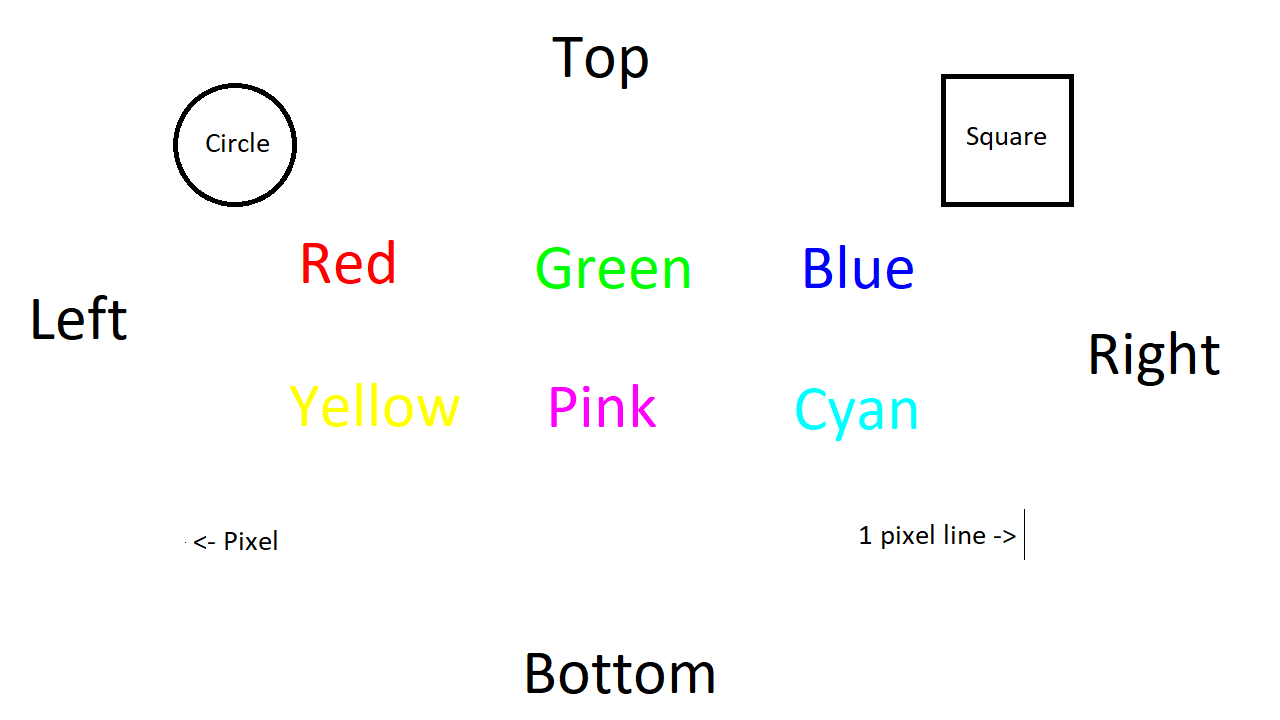 Top
Circle
Square
Red
Green
Blue
Left
Right
Yellow
Pink
Cyan
<- Pixel
1 pixel line ->
Bottom